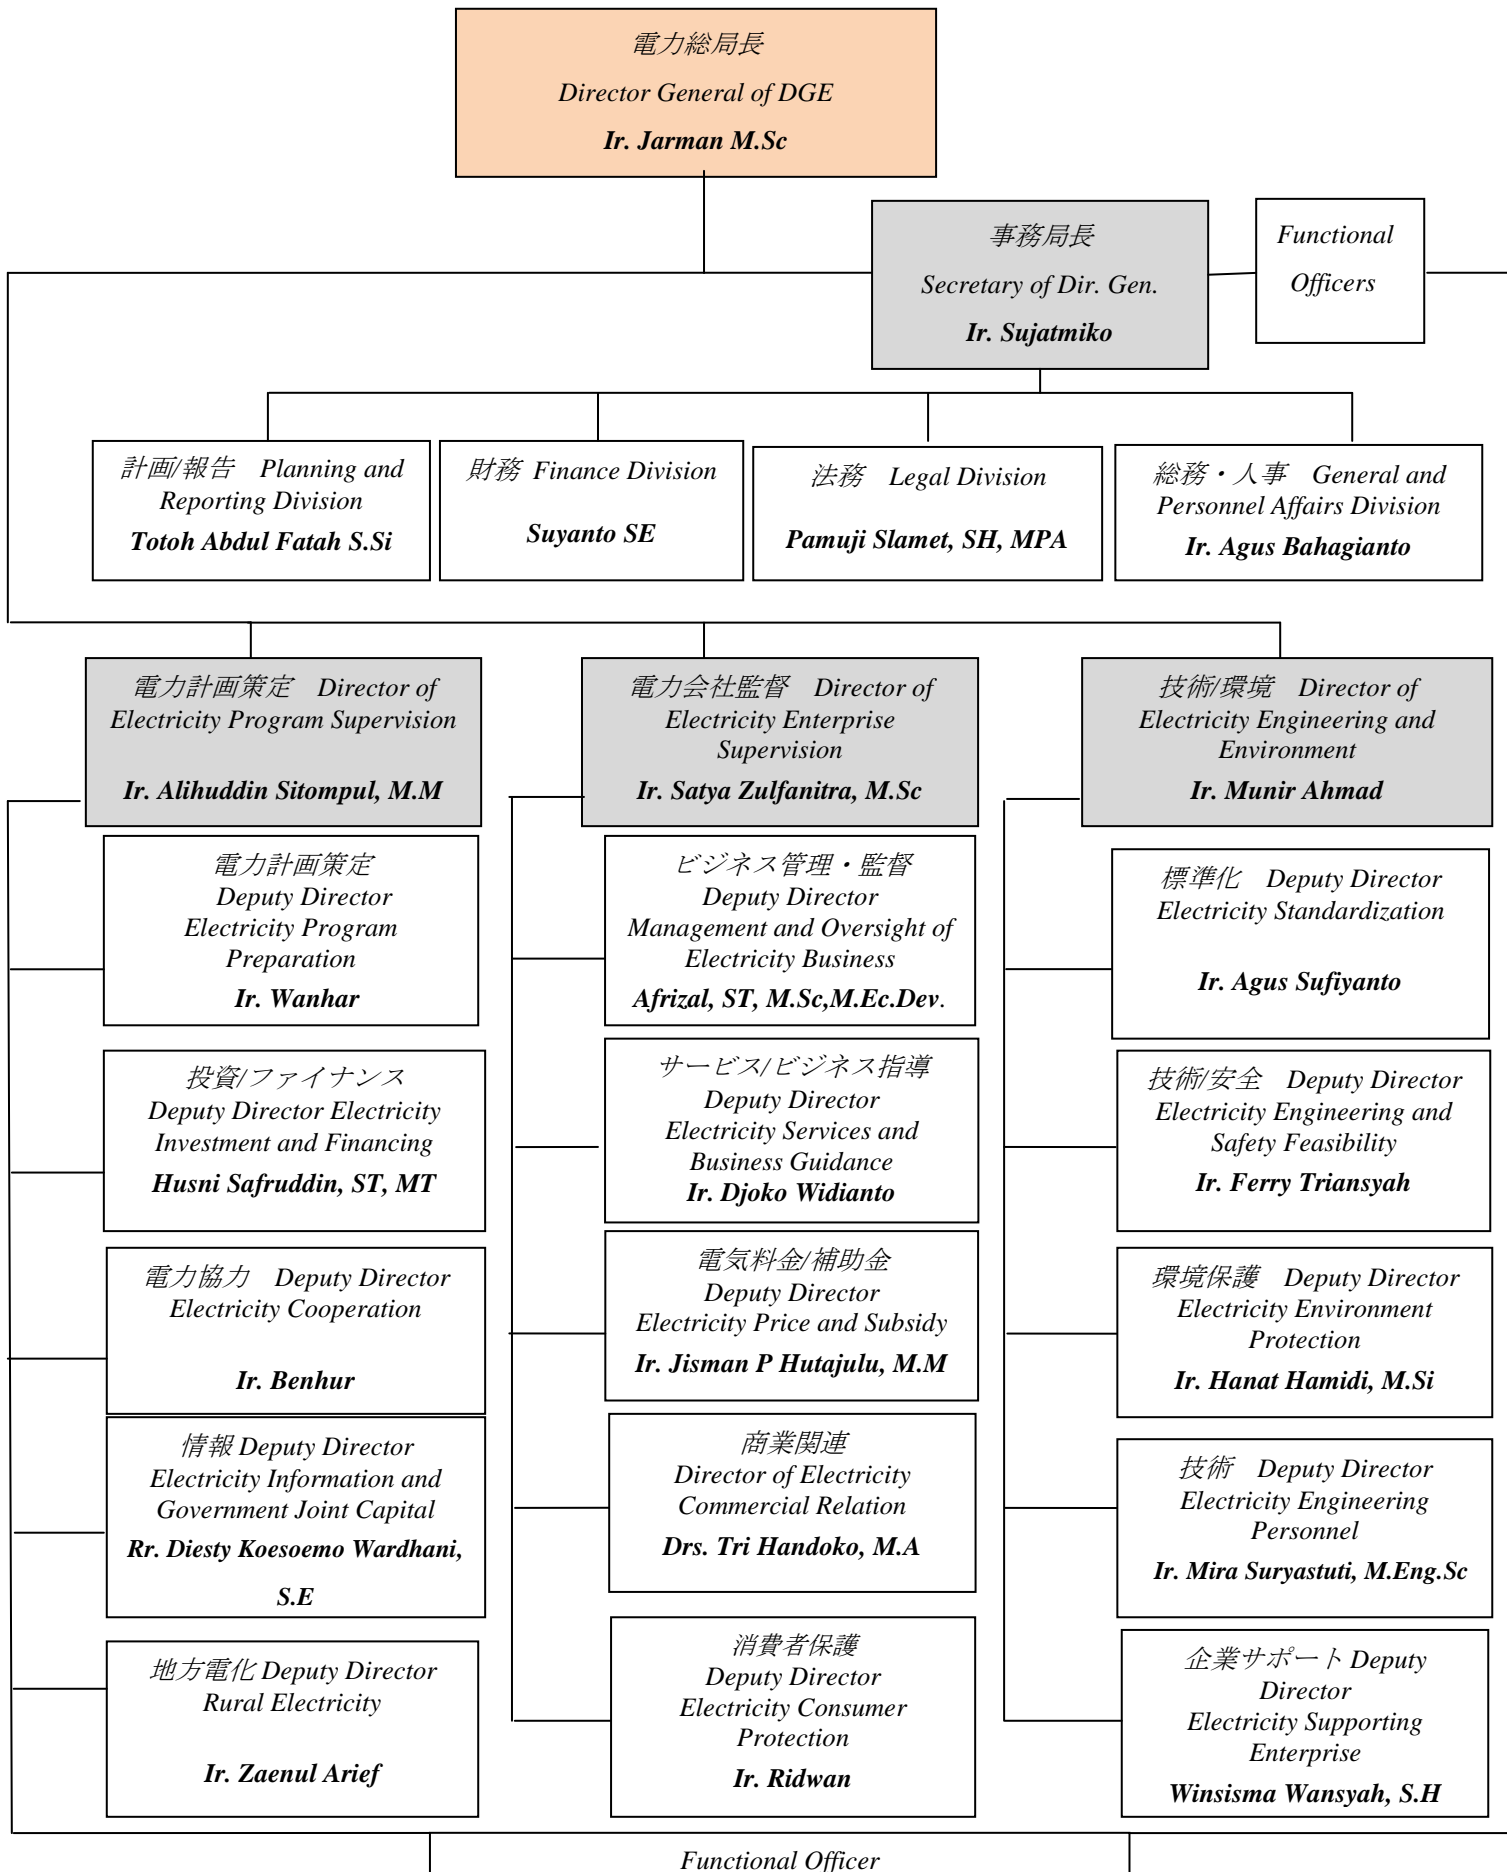 電力総局長
Director General of DGE
Ir. Jarman M.Sc
事務局長
Secretary of Dir. Gen.
Ir. Sujatmiko
Functional
Officers
計画/報告　Planning and
Reporting Division
Totoh Abdul Fatah S.Si
財務 Finance Division
Suyanto SE
法務　Legal Division
Pamuji Slamet, SH, MPA
総務・人事　General and
Personnel Affairs Division
Ir. Agus Bahagianto
電力計画策定　Director of
Electricity Program Supervision
Ir. Alihuddin Sitompul, M.M
電力会社監督　Director of
Electricity Enterprise
Supervision
Ir. Satya Zulfanitra, M.Sc
技術/環境　Director of
Electricity Engineering and
Environment
Ir. Munir Ahmad
電力計画策定
Deputy Director
Electricity Program
Preparation
Ir. Wanhar
投資/ファイナンス
Deputy Director Electricity
Investment and Financing
Husni Safruddin, ST, MT
電力協力　Deputy Director
Electricity Cooperation
Ir. Benhur
情報 Deputy Director
Electricity Information and
Government Joint Capital
Rr. Diesty Koesoemo Wardhani,
S.E
地方電化 Deputy Director
Rural Electricity
Ir. Zaenul Arief
ビジネス管理・監督
Deputy Director
Management and Oversight of
Electricity Business
Afrizal, ST, M.Sc,M.Ec.Dev.
サービス/ビジネス指導
Deputy Director
Electricity Services and
Business Guidance
Ir. Djoko Widianto
電気料金/補助金
Deputy Director
Electricity Price and Subsidy
Ir. Jisman P Hutajulu, M.M
商業関連
Director of Electricity
Commercial Relation
Drs. Tri Handoko, M.A
消費者保護
Deputy Director
Electricity Consumer
Protection
Ir. Ridwan
標準化　Deputy Director
Electricity Standardization
Ir. Agus Sufiyanto
技術/安全　Deputy Director
Electricity Engineering and
Safety Feasibility
Ir. Ferry Triansyah
環境保護　Deputy Director
Electricity Environment
Protection
Ir. Hanat Hamidi, M.Si
技術　Deputy Director
Electricity Engineering
Personnel
Ir. Mira Suryastuti, M.Eng.Sc
企業サポート Deputy
Director
Electricity Supporting
Enterprise
Winsisma Wansyah, S.H
Functional Officer